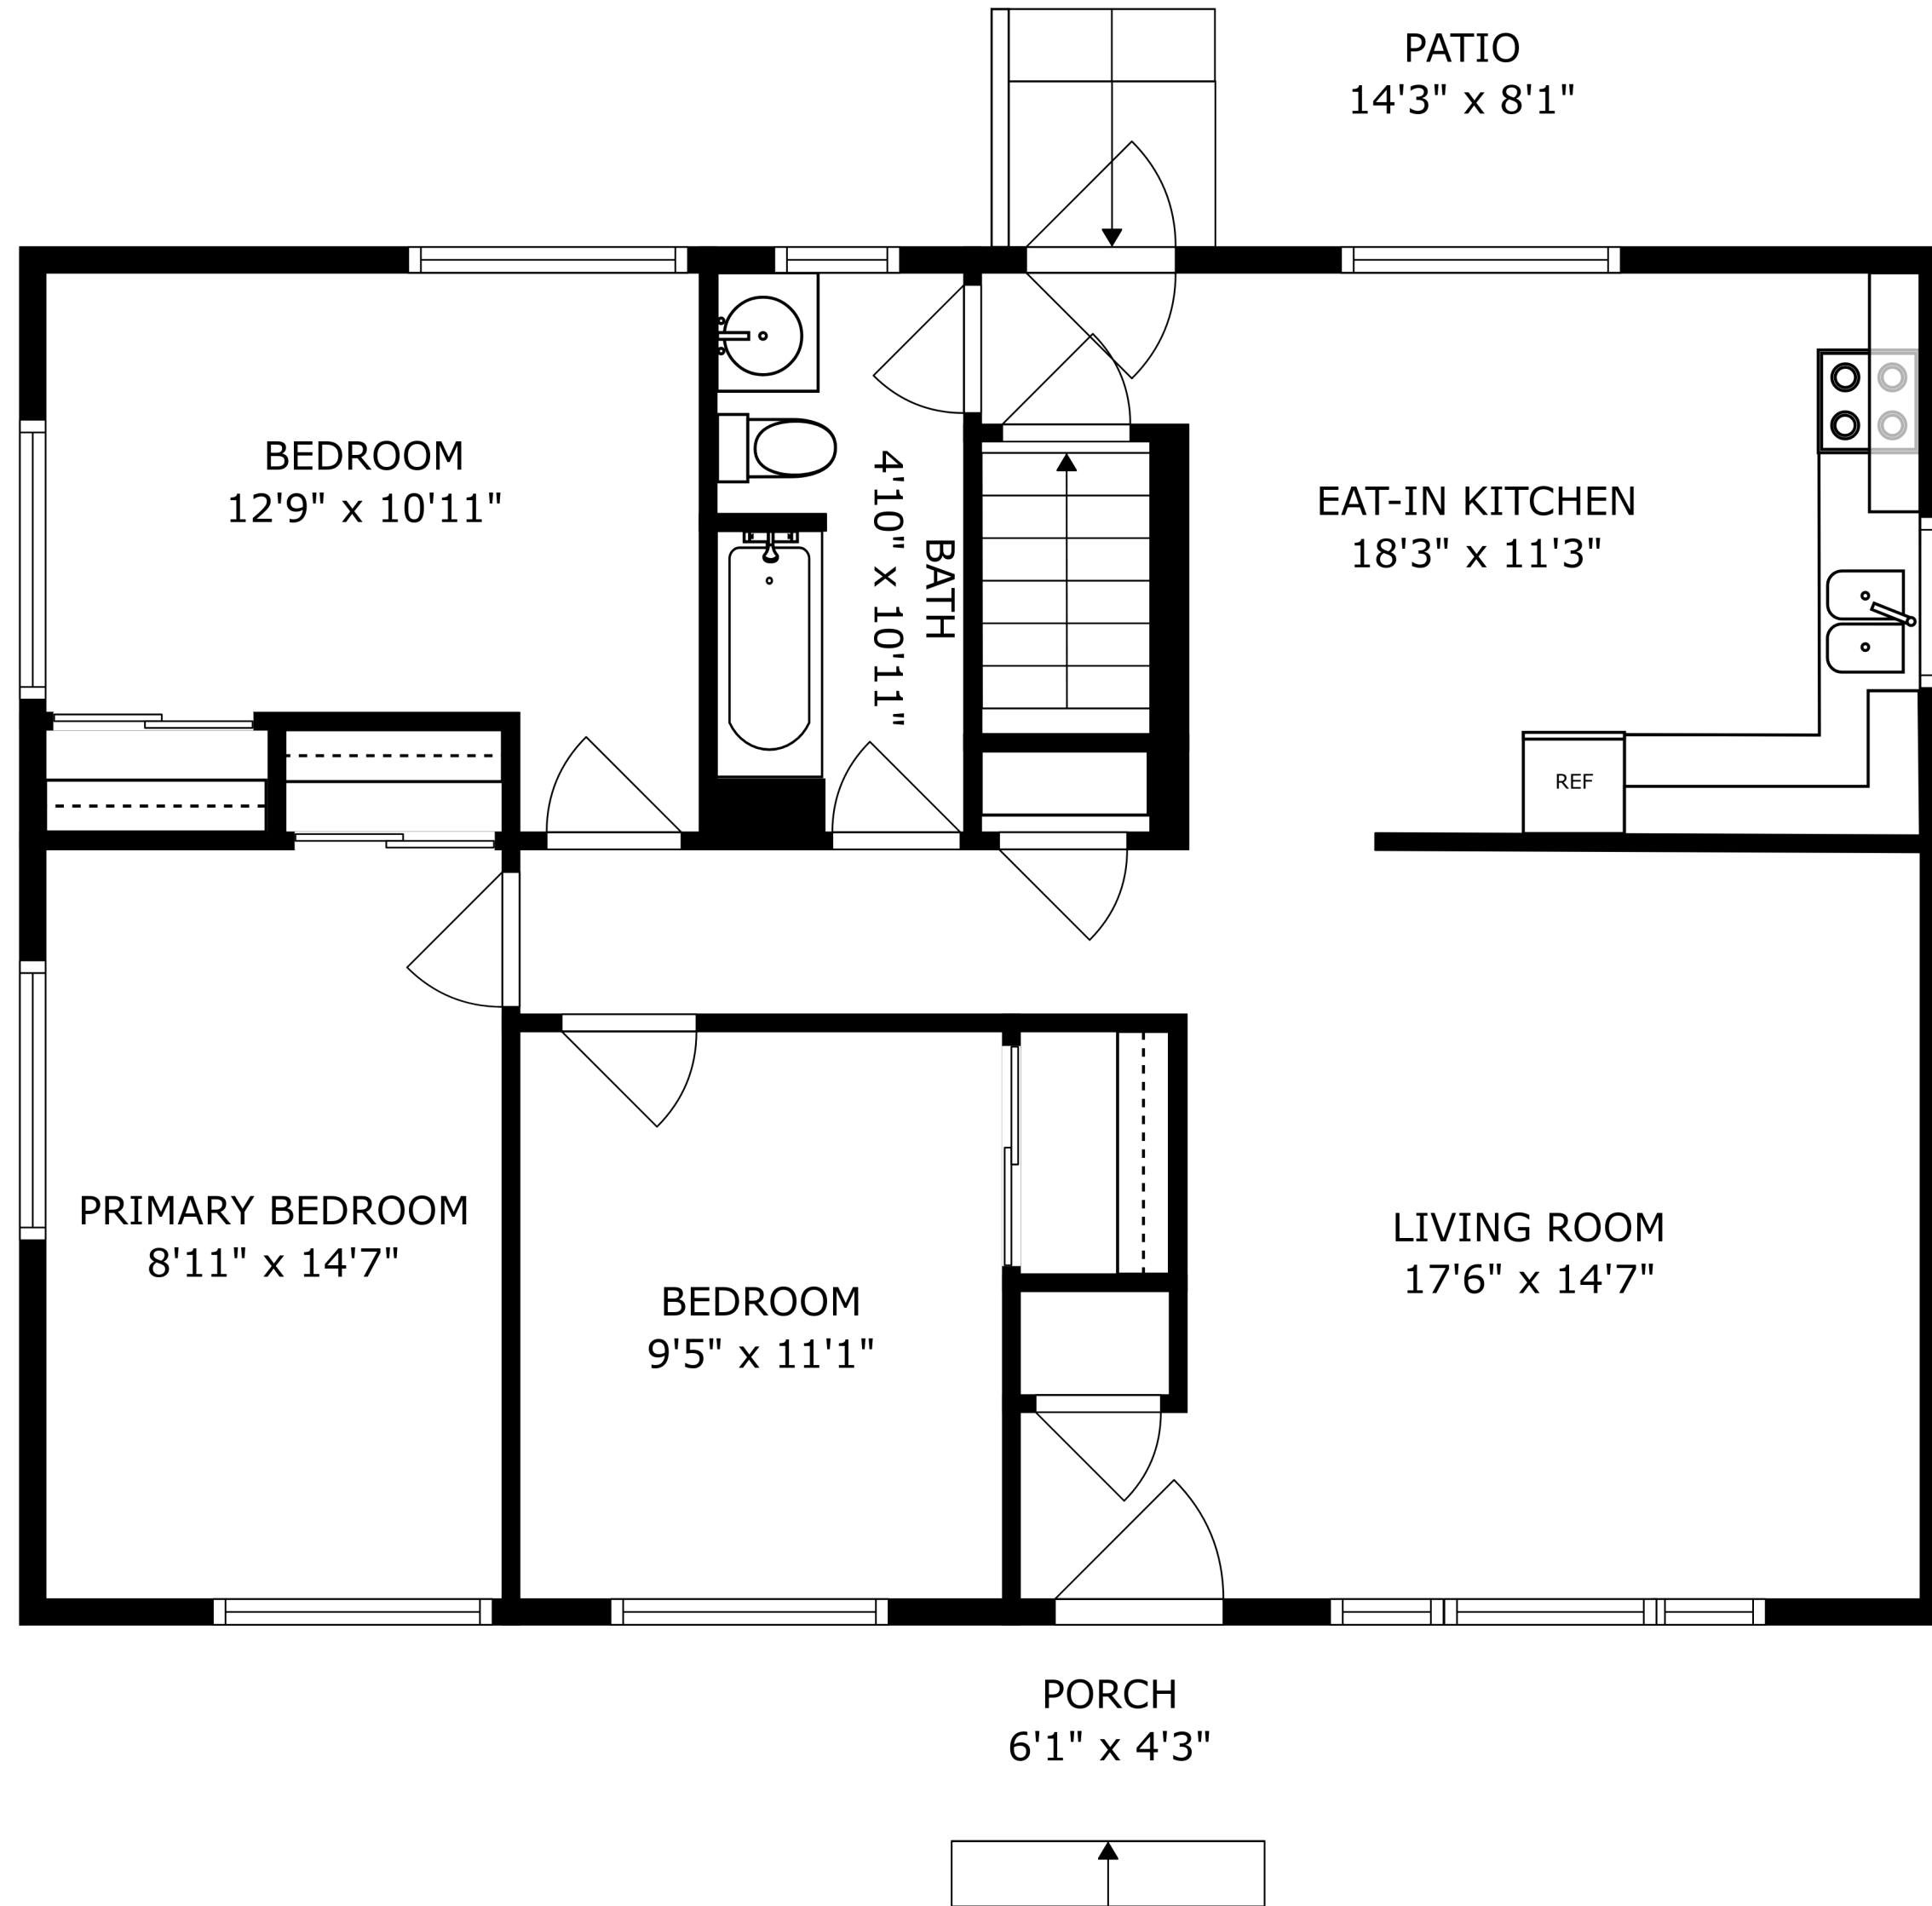 PATIO
14'3" x 8'1"
BEDROOM
12'9" x 10'11"
BATH
4'10" x 10'11"
EAT-IN KITCHEN
18'3" x 11'3"
REF
PRIMARY BEDROOM
8'11" x 14'7"
BEDROOM
9'5" x 11'1"
LIVING ROOM
17'6" x 14'7"
PORCH
6'1" x 4'3"